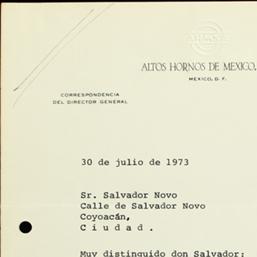 ALTOS HORNOS DE MEXICO,
MEXICO, D. F.
CORRESPONDENCIA
DEL DIRECTOR GENERAL
30 de julio de 1973
Sr. Salvador Novo
Calle de Salvador Novo
Coyoacán,
C i u d a d .
Muy distinguido don Salvador: